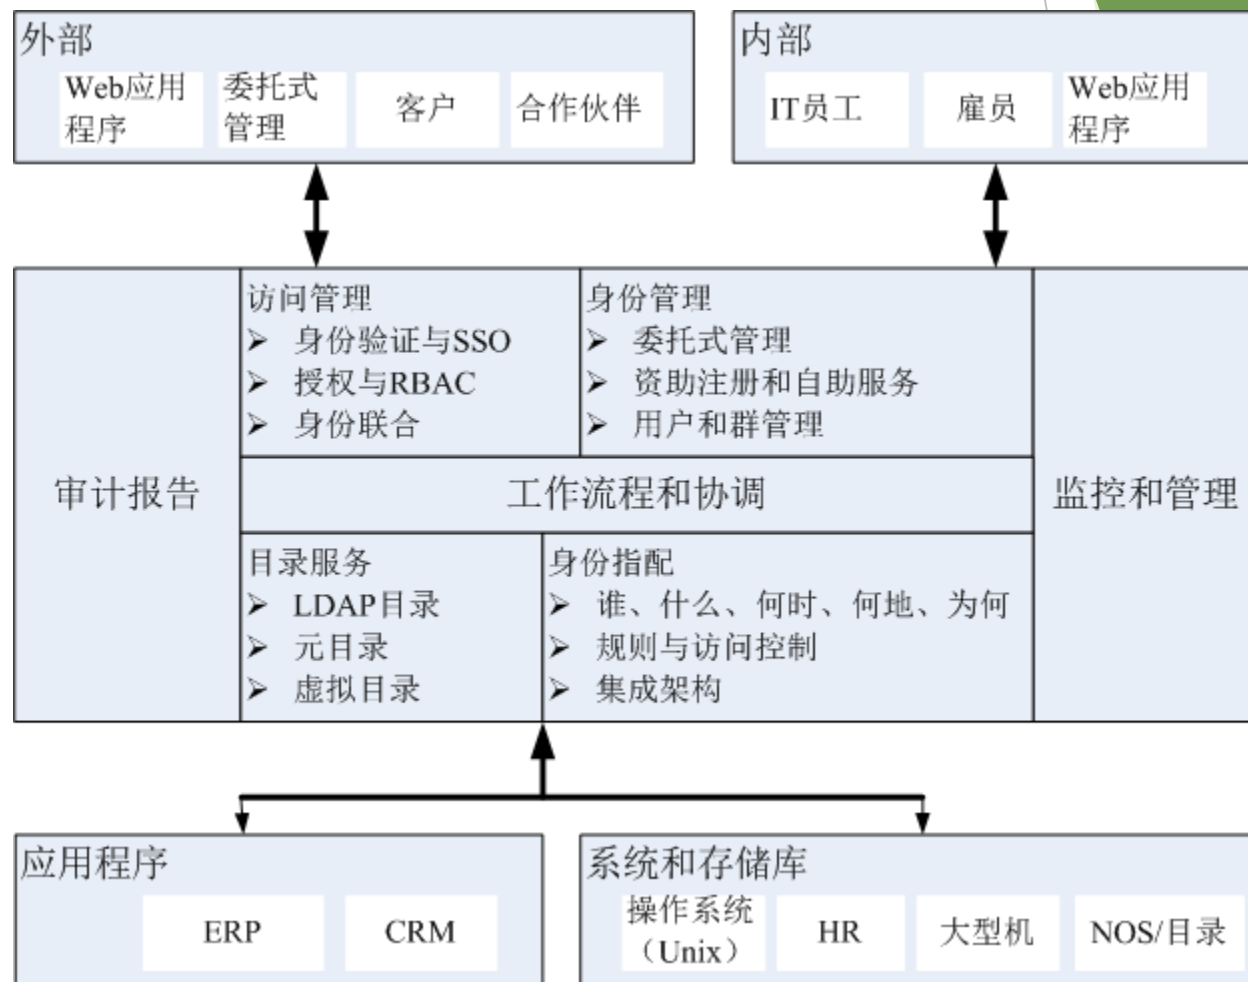 外部
Web应用
程序
委托式
管理
客户
合作伙伴
内部
IT员工
雇员
Web应用
程序
审计报告
访问管理
➢ 身份验证与SSO
➢ 授权与RBAC
➢ 身份联合
身份管理
➢ 委托式管理
➢ 资助注册和自助服务
➢ 用户和群管理
工作流程和协调
监控和管理
目录服务
➢ LDAP目录
➢ 元目录
➢ 虚拟目录
身份指配
➢ 谁、什么、何时、何地、为何
➢ 规则与访问控制
➢ 集成架构
应用程序
ERP
CRM
系统和存储库
操作系统
（Unix）
HR
大型机
NOS/目录